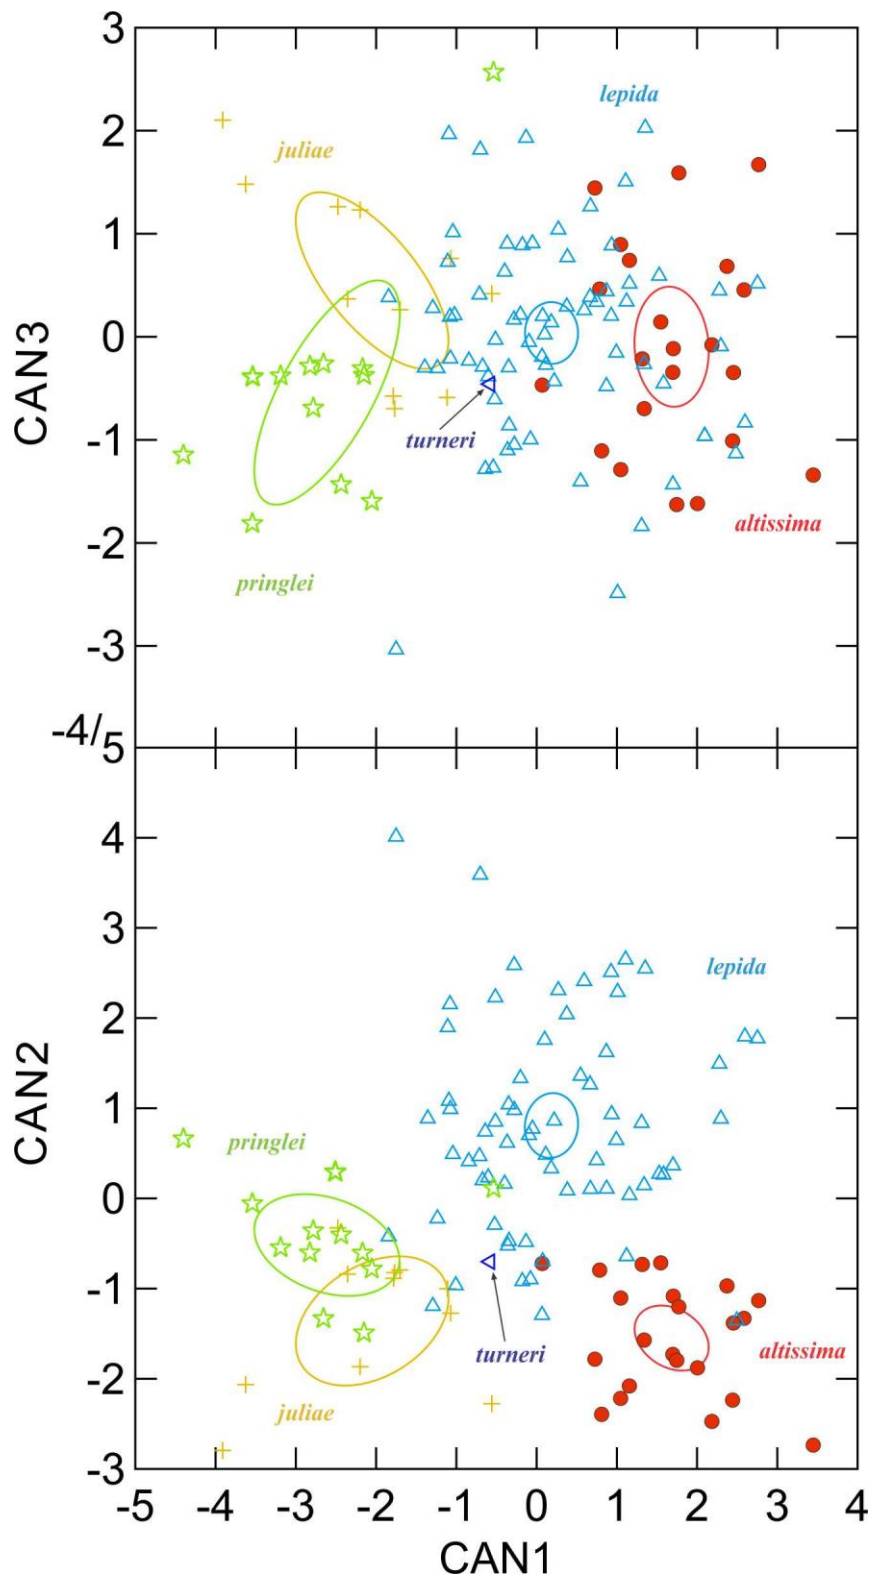 3
2
1
0
-1
-2
-3
-4/5
CAN3
lepida
juliae
turneri
altissima
pringlei
4
3
2
1
0
-1
-2
-3
CAN2
lepida
pringlei
turneri
altissima
juliae
-5 -4 -3 -2 -1 0 1 2 3 4
CAN1